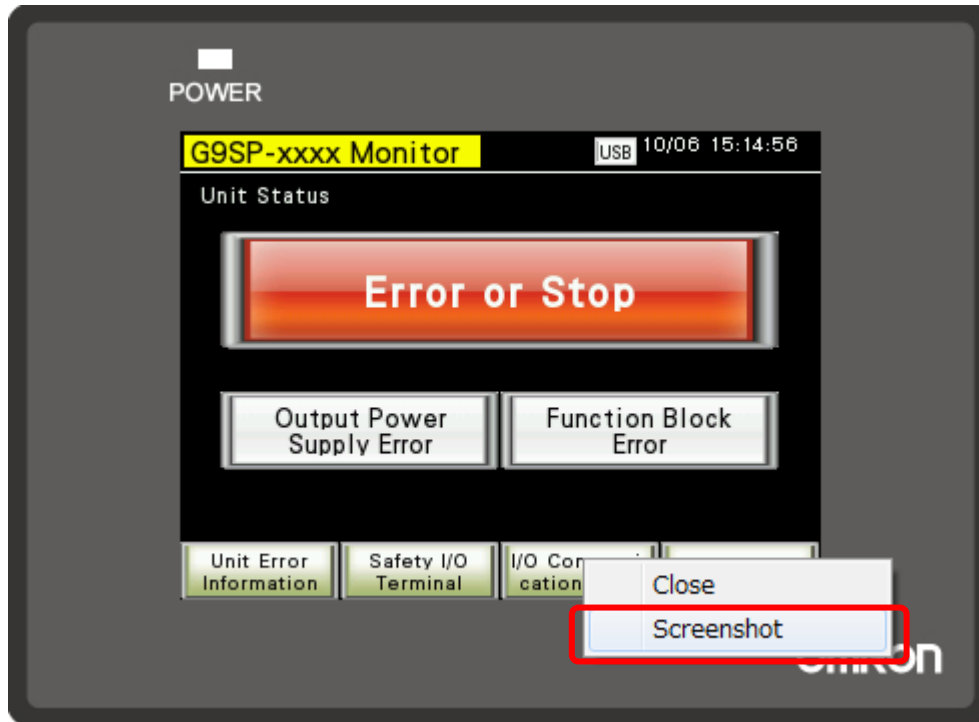 POWER
G9SP-xxxx Monitor
USB
10/06 15:14:56
Unit Status
Error or Stop
Output Power
Supply Error
Function Block
Error
Unit Error
Information
Safety I/O
Terminal
I/O
cation
Close
Screenshot